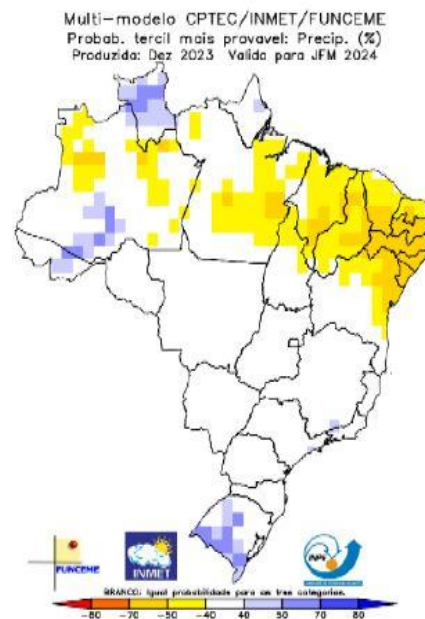 Multi-modelo CPTEC/INMET/FUNCEME
Probab. tercil mais provavel: Precip. (%)
Produzida: Dez 2023 Valida para JFM 2024
FUNCEME
INMET
BRANCO: Igual probabilidade para as tres categorias.
-80 -70 -60 -50 -40 40 50 60 70 80